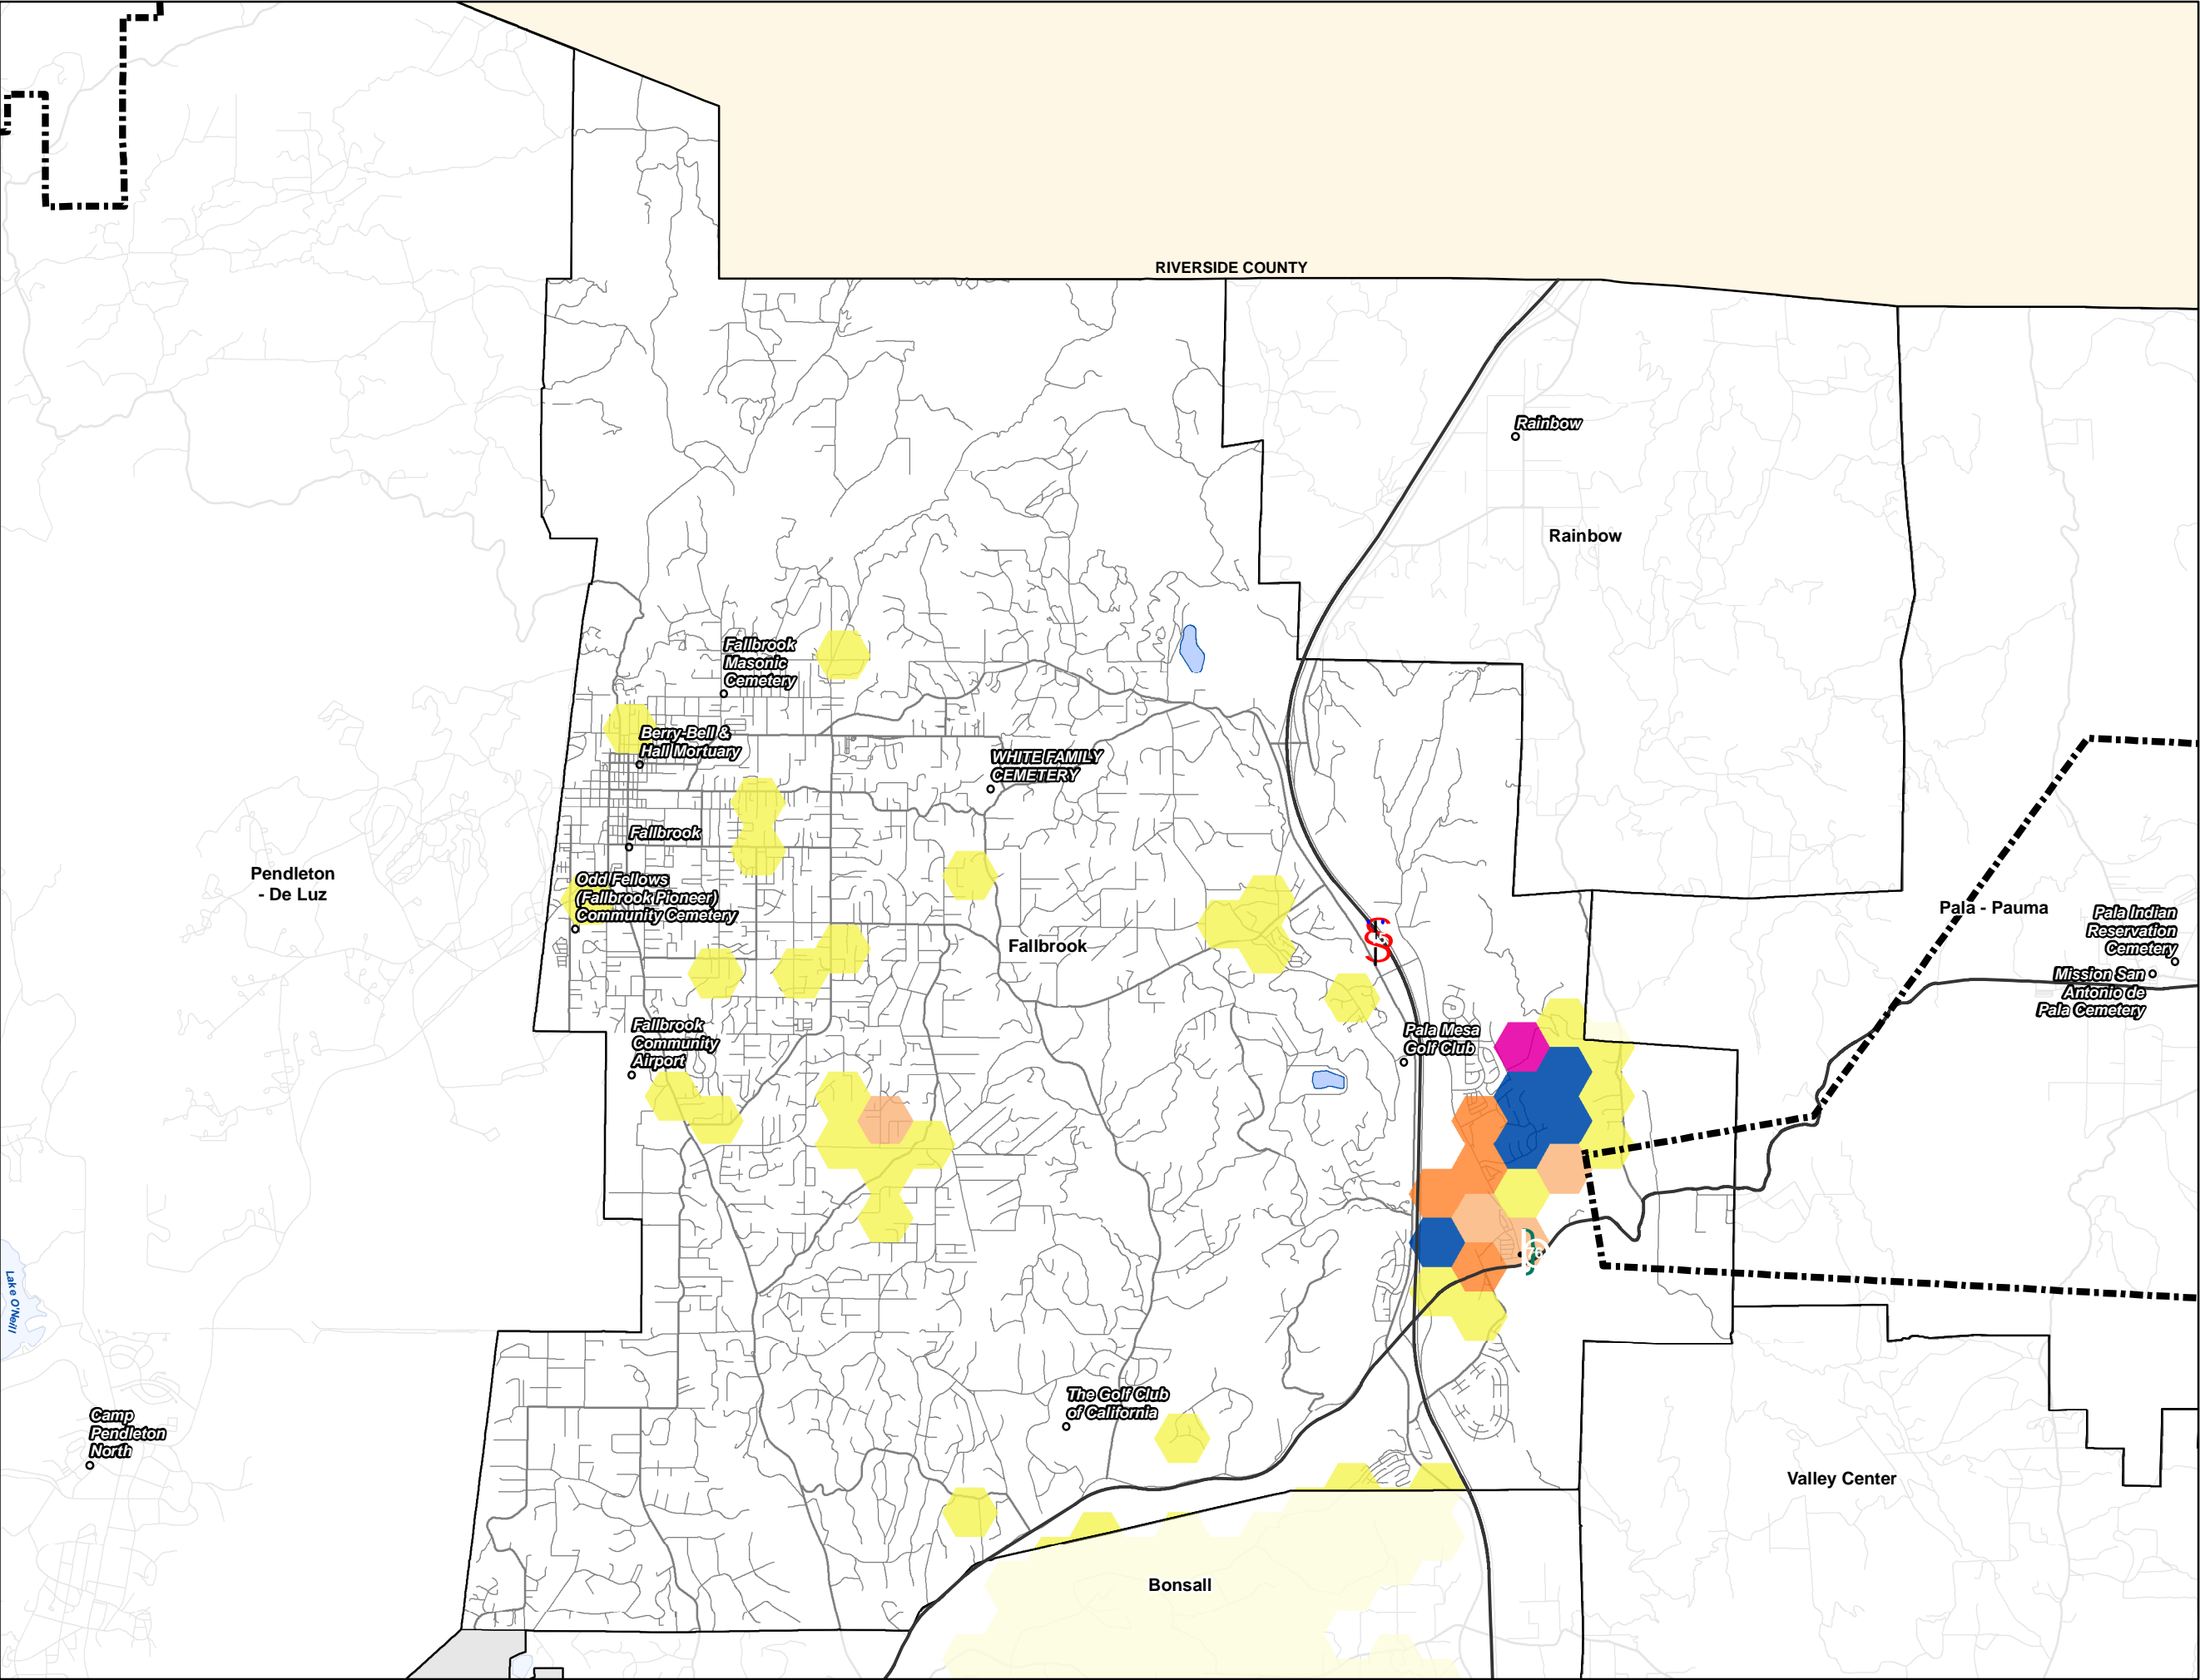 RIVERSIDE COUNTY
Rainbow
Rainbow
Fallbrook
Masonic
Cemetery
Berry-Bell &
Hall Mortuary
WHITE FAMILY
CEMETERY
Fallbrook
Pendleton
- De Luz
Odd Fellows
(Fallbrook Pioneer)
Community Cemetery
Fallbrook
Pala - Pauma
Pala Indian
Reservation
Cemetery
Mission San
Antonio de
Pala Cemetery
Fallbrook
Community
Airport
Pala Mesa
Golf Club
76
Lake O'Neill
The Golf Club
of California
Camp
Pendleton
North
Valley Center
Bonsall